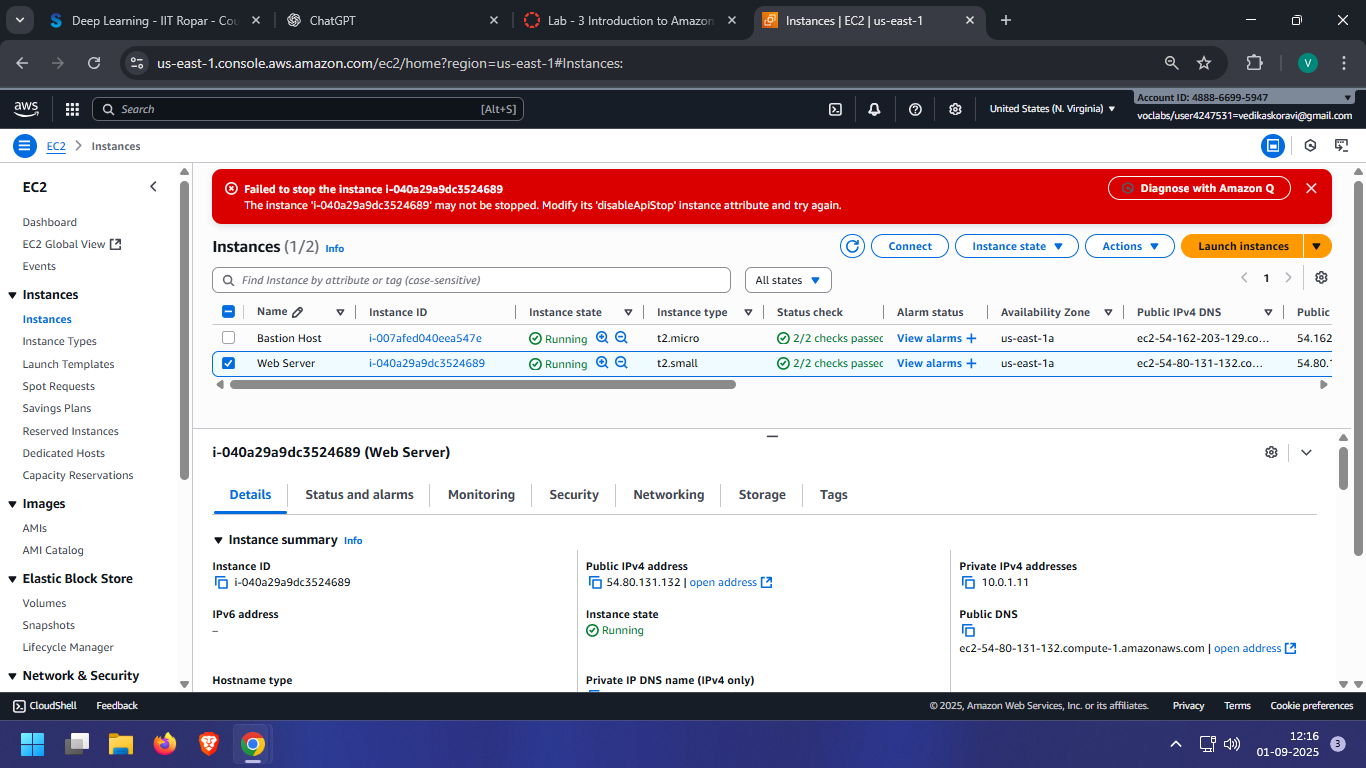 Deep Learning - IIT Ropar - Cou
ChatGPT
Lab - 3 Introduction to Amazon
Instances | EC2 | us-east-1
us-east-1.console.aws.amazon.com/ec2/home?region=us-east-1#Instances:
V
aws
Search
[Alt+S]
United States (N. Virginia)
Account ID: 4888-6699-5947
voclabs/user4247531=vedikaskoravi@gmail.com
EC2
Instances
EC2
Dashboard
EC2 Global View
Events
Instances
Instances
Instance Types
Launch Templates
Spot Requests
Savings Plans
Reserved Instances
Dedicated Hosts
Capacity Reservations
Images
AMIs
AMI Catalog
Elastic Block Store
Volumes
Snapshots
Lifecycle Manager
Network & Security
Failed to stop the instance i-040a29a9dc3524689
The instance 'i-040a29a9dc3524689' may not be stopped. Modify its 'disableApiStop' instance attribute and try again.
Diagnose with Amazon Q
Instances (1/2) Info
Connect
Instance state
Actions
Launch instances
Find Instance by attribute or tag (case-sensitive)
All states
1
Name Instance ID Instance state Instance type Status check Alarm status Availability Zone Public IPv4 DNS Public
Bastion Host i-007afed040eea547e Running t2.micro 2/2 checks passec View alarms + us-east-1a ec2-54-162-203-129.co... 54.162
Web Server i-040a29a9dc3524689 Running t2.small 2/2 checks passec View alarms + us-east-1a ec2-54-80-131-132.co... 54.80.1
i-040a29a9dc3524689 (Web Server)
Details
Status and alarms
Monitoring
Security
Networking
Storage
Tags
Instance summary Info
Instance ID
i-040a29a9dc3524689
IPv6 address
–
Hostname type
Public IPv4 address
54.80.131.132 | open address
Instance state
Running
Private IP DNS name (IPv4 only)
Private IPv4 addresses
10.0.1.11
Public DNS
ec2-54-80-131-132.compute-1.amazonaws.com | open address
CloudShell
Feedback
© 2025, Amazon Web Services, Inc. or its affiliates.
Privacy
Terms
Cookie preferences
12:16
01-09-2025
3